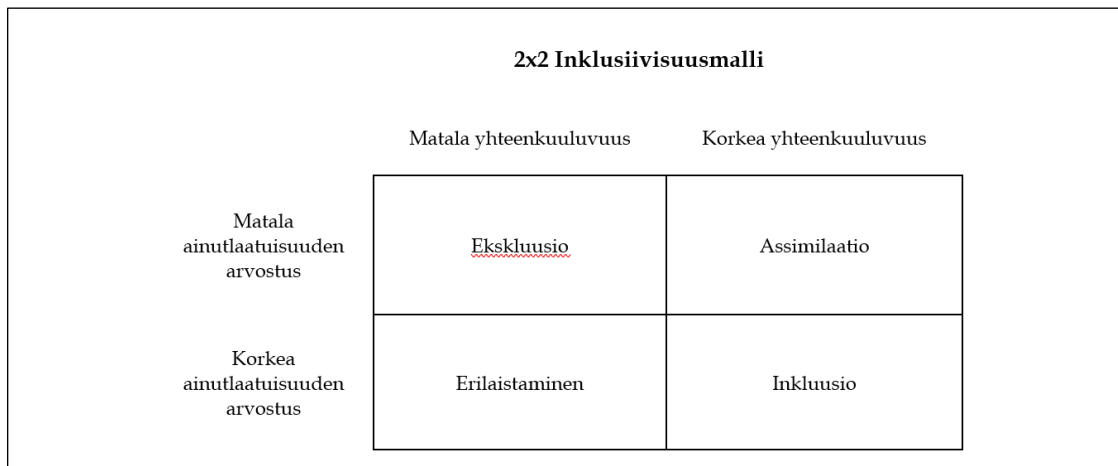 2x2 Inklusiivisuusmalli
Matala yhteenkuuluvuus
Korkea yhteenkuuluvuus
Matala
ainutlaatuisuuden
arvostus
Ekskluusio
Assimilaatio
Korkea
ainutlaatuisuuden
arvostus
Erilaistaminen
Inkluusio